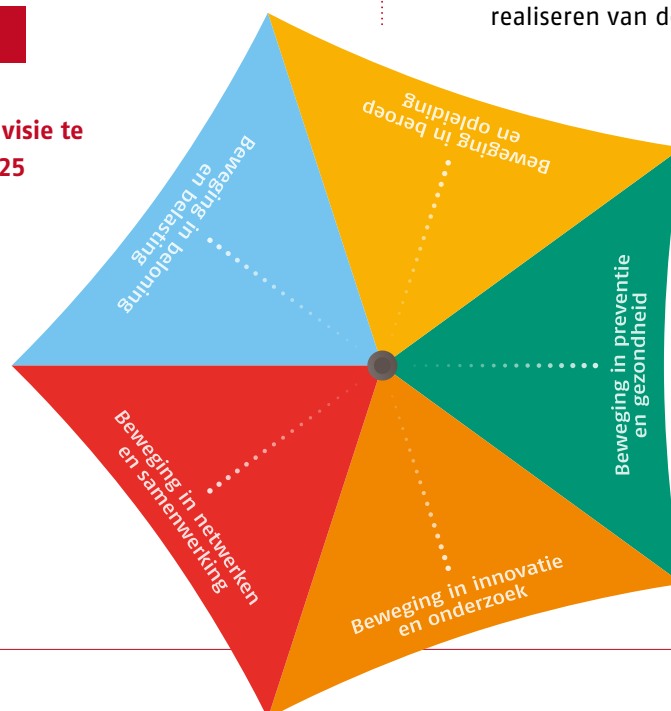 realiseren van d
visie te
25
Beweging in beroep
en opleiding
Beweging in beloning
en belasting
Beweging in preventie
en gezondheid
Beweging in netwerken
en samenwerking
Beweging in innovatie
en onderzoek